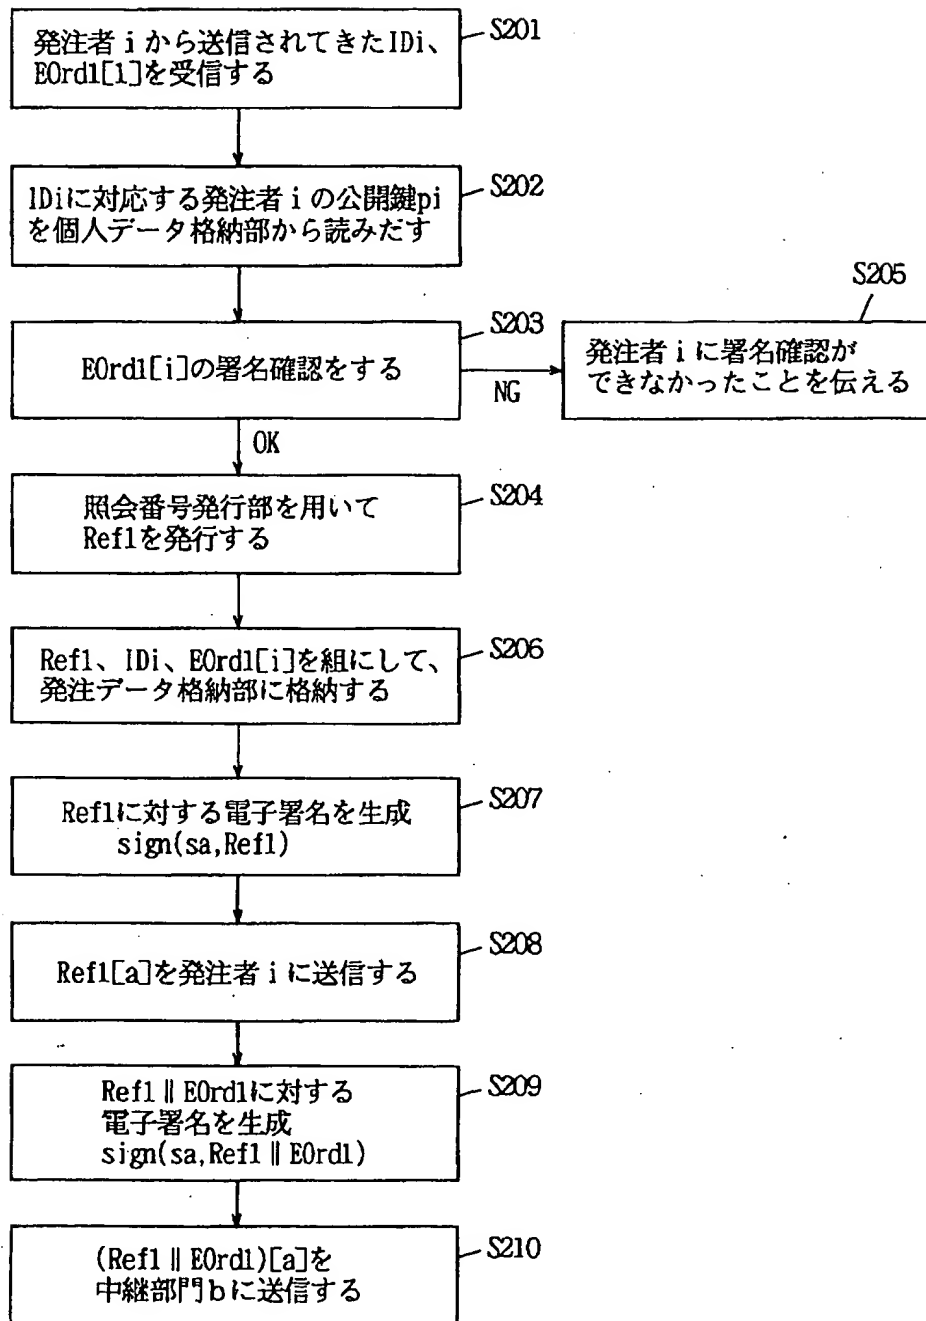 発注者iから送信されてきたIDi、
EOrd1[1]を受信する
S201
IDiに対応する発注者iの公開鍵pi
を個人データ格納部から読みだす
S202
EOrd1[i]の署名確認をする
S203
NG
OK
発注者iに署名確認が
できなかったことを伝える
S205
照会番号発行部を用いて
Ref1を発行する
S204
Ref1、IDi、EOrd1[i]を組にして、
発注データ格納部に格納する
S206
Ref1に対する電子署名を生成
sign(sa,Ref1)
S207
Ref1[a]を発注者iに送信する
S208
Ref1∥EOrd1に対する
電子署名を生成
sign(sa,Ref1∥EOrd1)
S209
(Ref1∥EOrd1)[a]を
中継部門bに送信する
S210